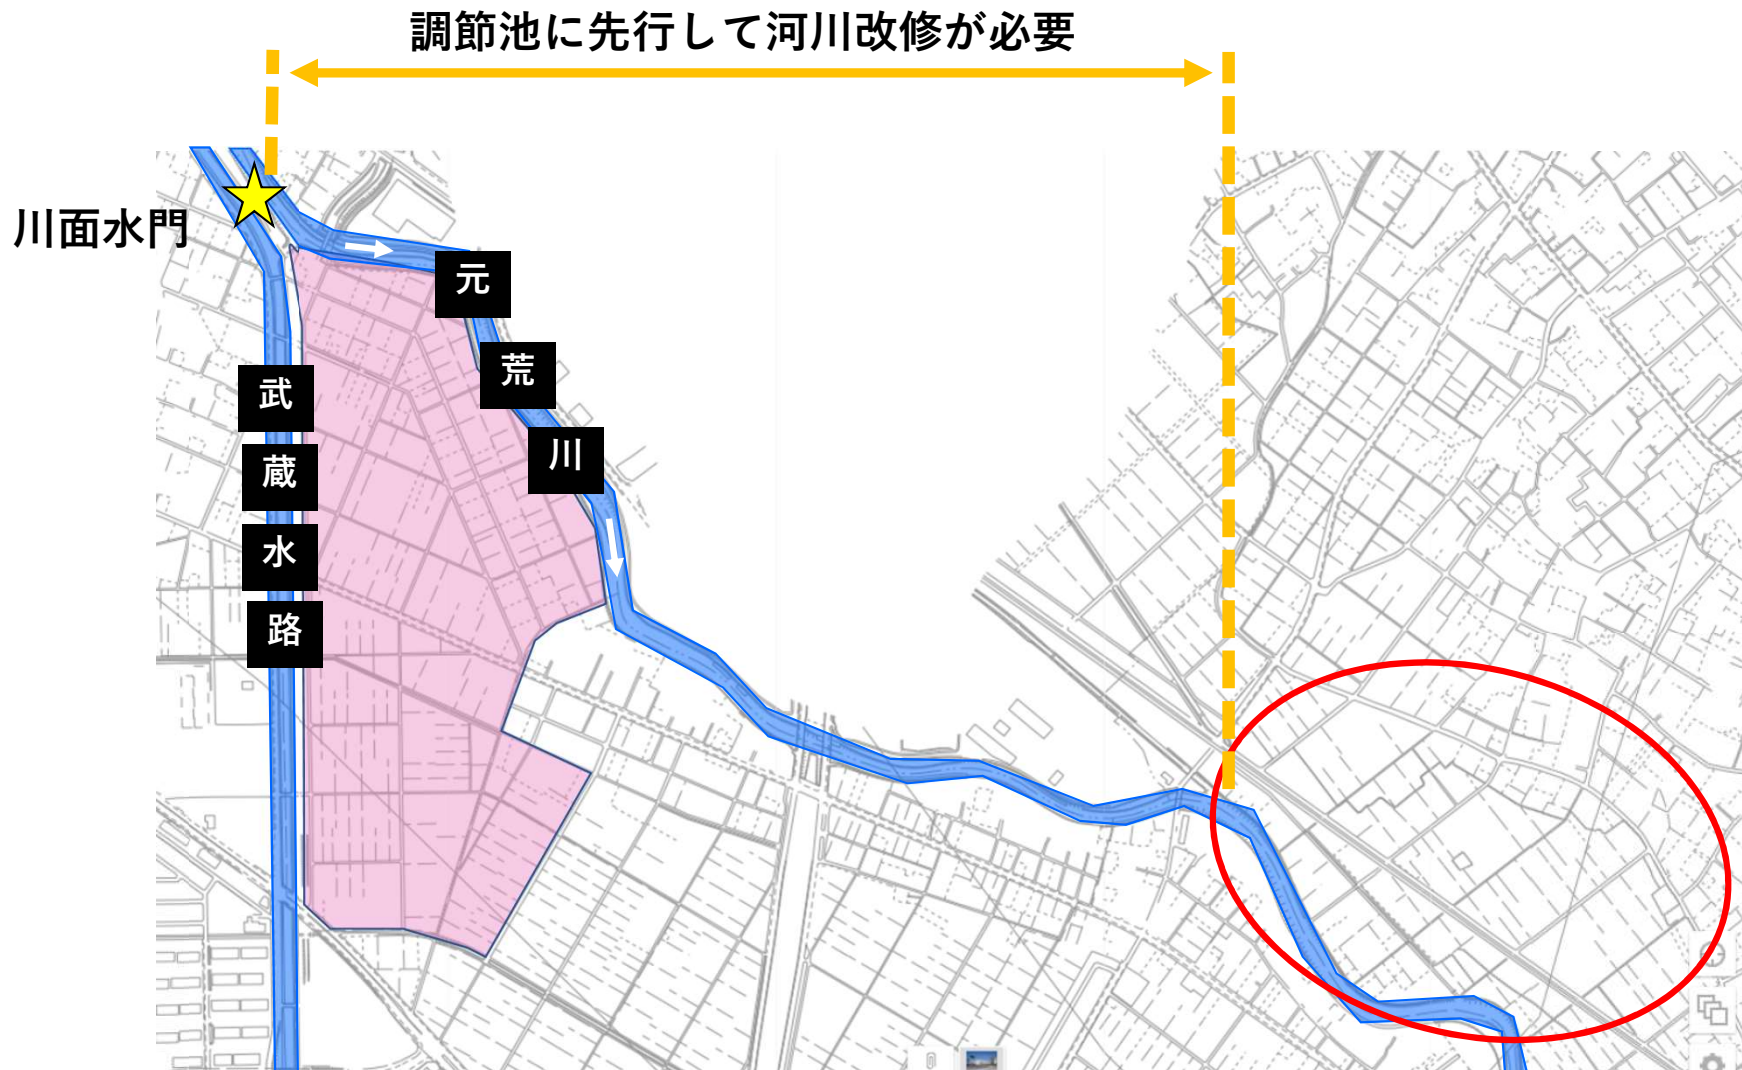 調節池に先行して河川改修が必要
川面水門
元
荒
川
武
蔵
水
路